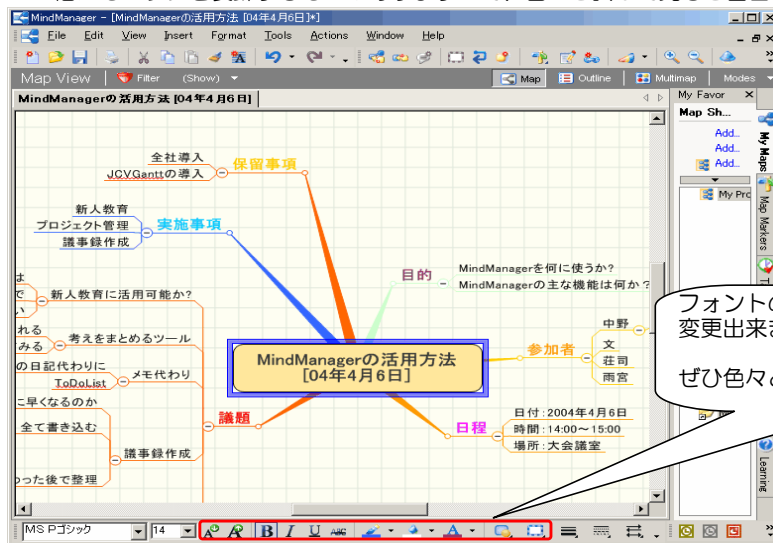 MindManager - [MindManagerの活用方法 [04年4月6日]*]
File Edit View Insert Format Tools Actions Window Help
Map View Filter (Show) Map Outline Multimap Modes
MindManagerの活用方法 [04年4月6日]
My Favor
Map Sh...
Add...
Add...
Add...
My Pro
My Maps
Map Markers
Learning
全社導入
JCVGanttの導入
保留事項
新人教育
プロジェクト管理
議事録作成
実施事項
目的
MindManagerを何に使うか?
MindManagerの主な機能は何か?
は
で
い
新人教育に活用可能か?
れる
みる
考えをまとめるツール
の日記代わりに
ToDoList
メモ代わり
に早くなるのか
全て書き込む
わった後で整理
議事録作成
議題
MindManagerの活用方法
[04年4月6日]
参加者
中野
文
荘司
雨宮
日程
日付:2004年4月6日
時間:14:00~15:00
場所:大会議室
フォントの
変更出来
ぜひ色々
MS Pゴシック 14 B I U ABC